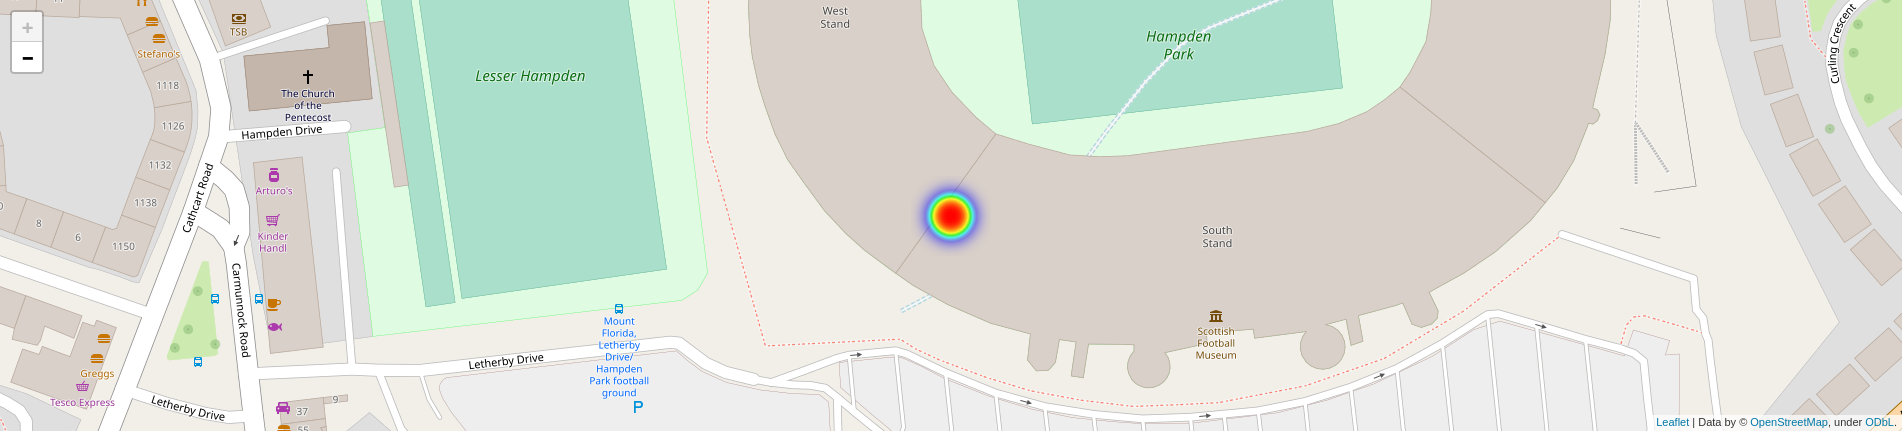 +
-
TSB
Stefano's
1118
1126
1132
1138
1150
6
8
0
The Church
of the
Pentecost
Hampden Drive
Cathcart Road
Arturo's
Kinder
Handl
Carmunnock Road
Lesser Hampden
West
Stand
Hampden
Park
South
Stand
Scottish
Football
Museum
Curling Crescent
Mount
Florida,
Letherby
Drive/
Hampden
Park football
ground
P
Letherby Drive
Greggs
Tesco Express
Letherby Drive
9
37
55
Leaflet | Data by © OpenStreetMap, under ODbL.